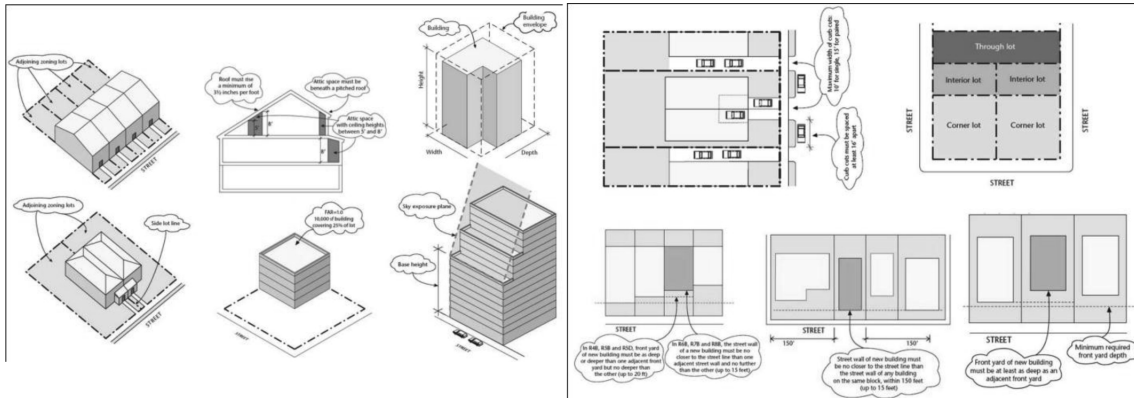 Adjoining zoning lots
Roof must rise
a minimum of
3½ inches per foot
Attic space must be
beneath a pitched roof
Attic space
with ceiling heights
between 5' and 8'
8'
8'
Building
Building
envelope
Height
Width
Depth
STREET
Adjoining zoning lots
Side lot line
STREET
FAR=1.0
10,000 sf building
covering 25% of lot
STREET
STREET
Sky exposure plane
Base height
STREET
Maximum width of curb cuts:
10' for single, 15' for paired
Curb cuts must be spaced
at least 16' apart
Through lot
Interior lot
Interior lot
Corner lot
Corner lot
STREET
STREET
STREET
STREET
In R4B, R5B and R5D, front yard
of new building must be as deep
or deeper than one adjacent front
yard but no deeper than
the other (up to 20 ft)
In R6B, R7B and R8B, the street wall
of a new building must be no
closer to the street line than one
adjacent street wall and no further
than the other (up to 15 feet)
STREET
150'
150'
Street wall of new building must
be no closer to the street line than
the street wall of any building
on the same block, within 150 feet
(up to 15 feet)
STREET
Front yard of new building
must be at least as deep as an
adjacent front yard
Minimum required
front yard depth